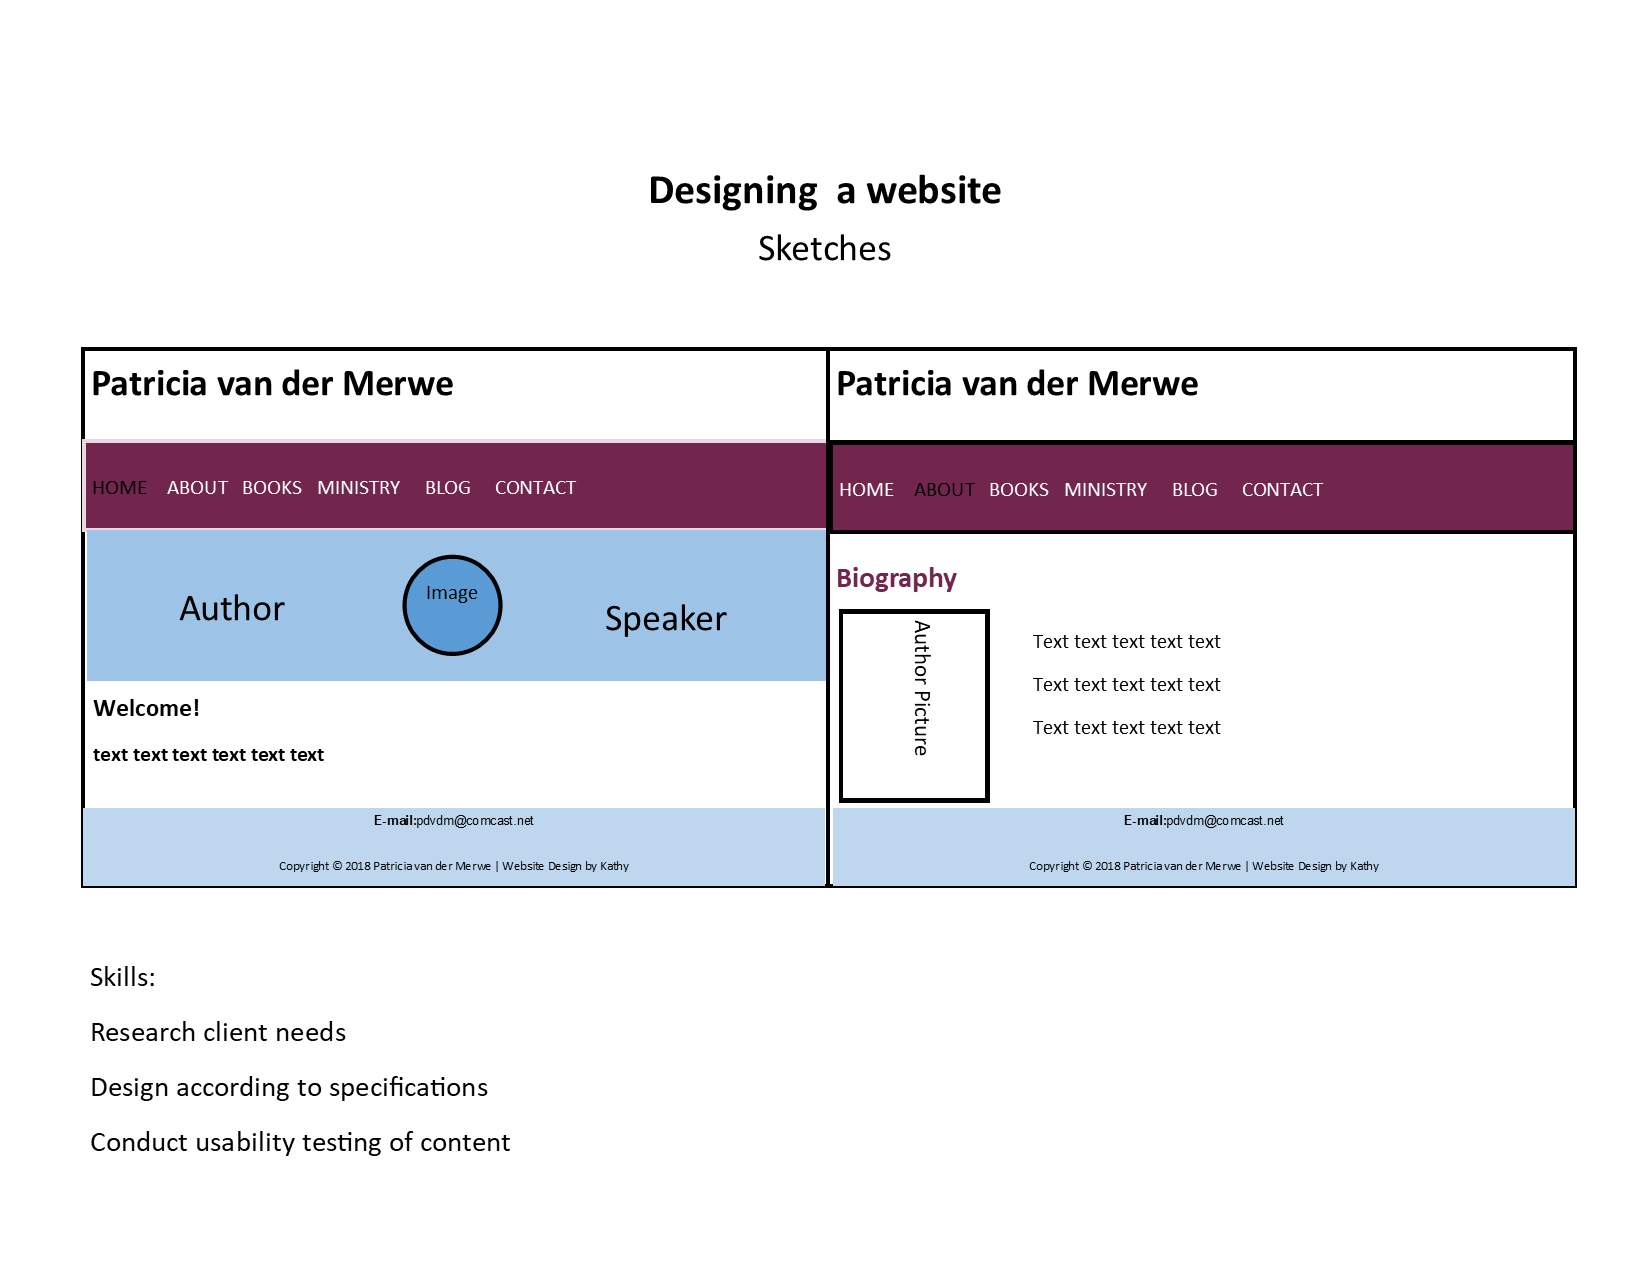 Designing  a website
Sketches
Patricia van der Merwe
HOME ABOUT BOOKS MINISTRY BLOG CONTACT
Author
Image
Speaker
Welcome!
text text text text text text
E-mail:pdvdm@comcast.net
Copyright © 2018 Patricia van der Merwe | Website Design by Kathy
Patricia van der Merwe
HOME ABOUT BOOKS MINISTRY BLOG CONTACT
Biography
Author Picture
Text text text text text
Text text text text text
Text text text text text
E-mail:pdvdm@comcast.net
Copyright © 2018 Patricia van der Merwe | Website Design by Kathy
Skills:
Research client needs
Design according to specifications
Conduct usability testing of content